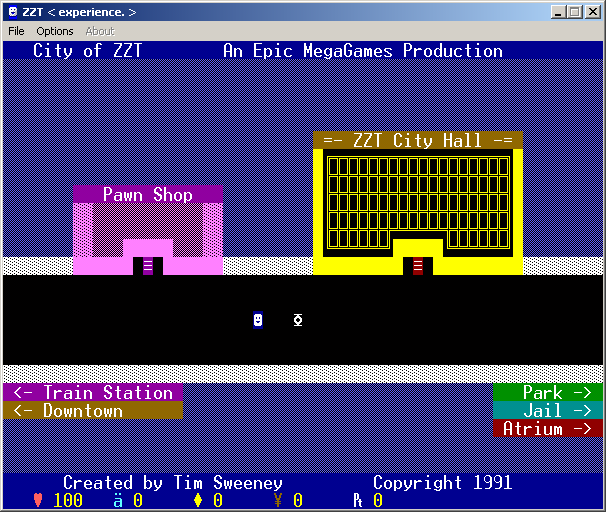 ZZT < experience. >
File Options About
City of ZZT An Epic MegaGames Production
=- ZZT City Hall -=
Pawn Shop
<- Train Station
<- Downtown
Park ->
Jail ->
Atrium ->
Created by Tim Sweeney Copyright 1991
♥ 100 ä 0 ♦ 0 ¥ 0 ₧ 0